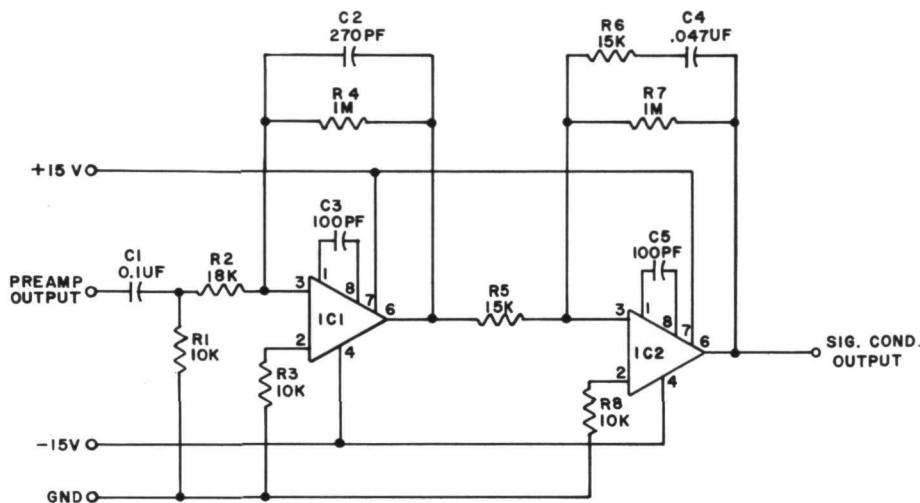 C2
270PF
R4
1M
R6
15K
C4
.047UF
R7
1M
+15 V
C3
100PF
1
8
7
C5
100PF
1
8
7
PREAMP
OUTPUT
C1
0.1UF
R2
18K
3
IC1
6
2
4
R5
15K
3
IC2
6
2
4
SIG. COND.
OUTPUT
R1
10K
R3
10K
R8
10K
-15V
GND